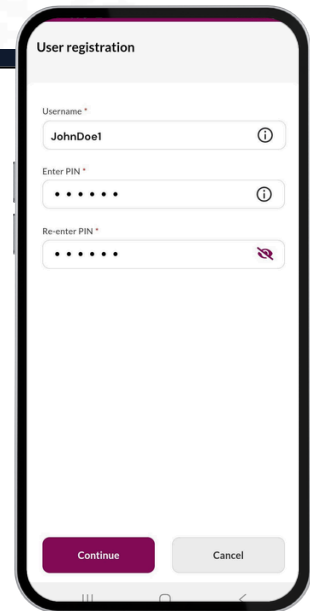 User registration
Username *
JohnDoe1
Enter PIN *
••••••
Re-enter PIN *
••••••
Continue Cancel